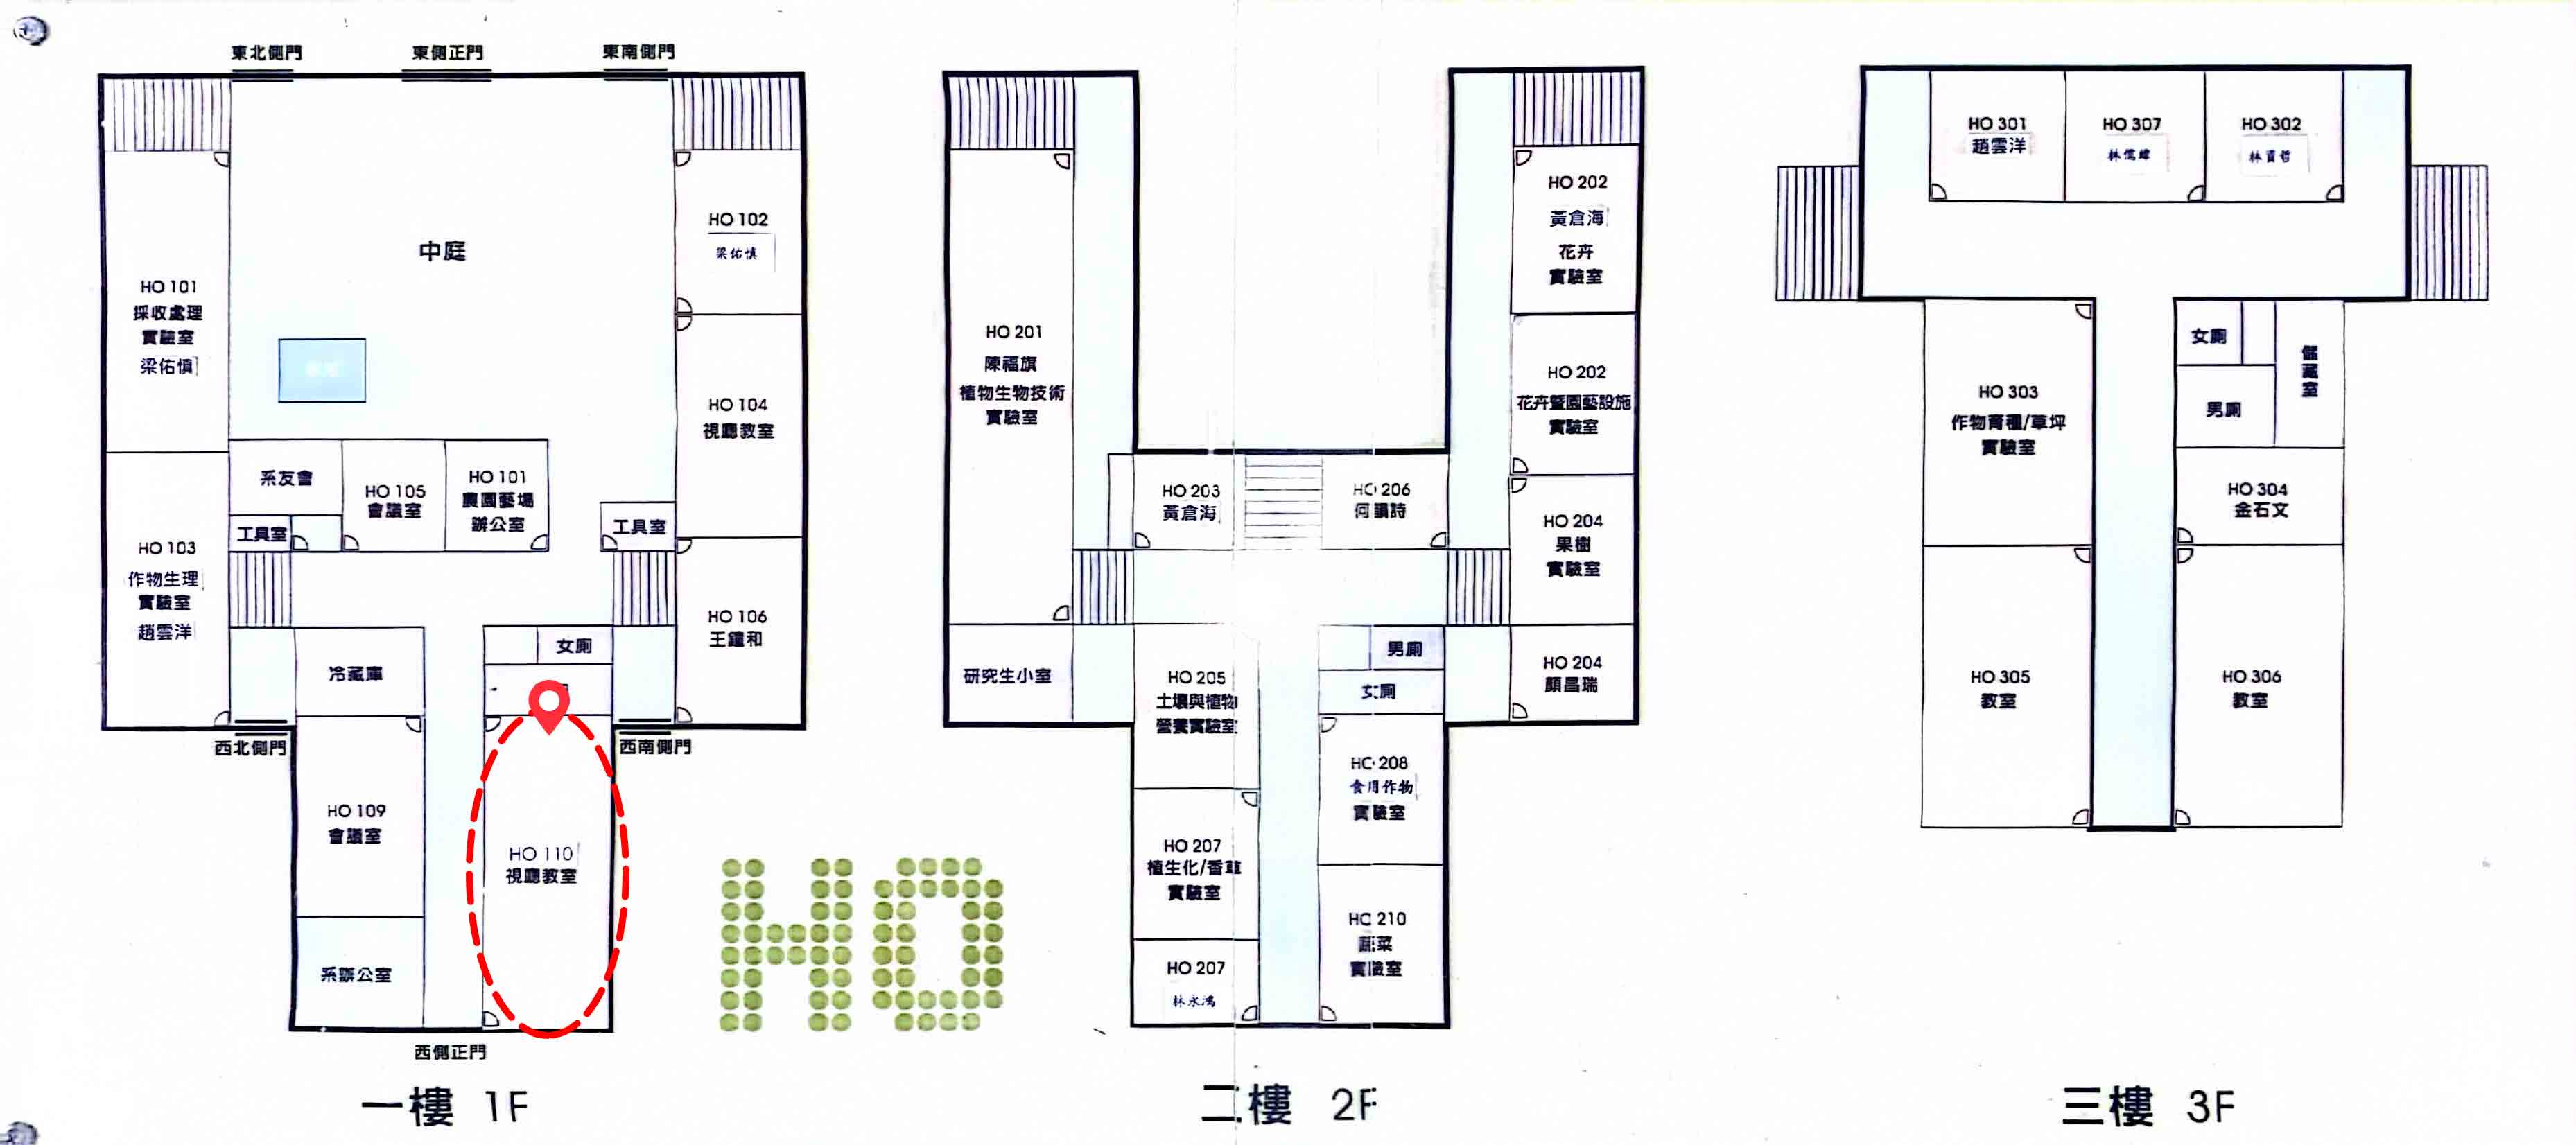 東北側門
東側正門
東南側門
HO 101
採收處理
實驗室
梁佑慎
中庭
HO 102
梁佑慎
HO 104
視廳教室
系友會
HO 105
會議室
HO 101
農園藝場
辦公室
工具室
工具室
HO 103
作物生理
實驗室
趙雲洋
HO 106
王鐘和
冷藏庫
女廁
西北側門
西南側門
HO 109
會議室
HO 110
視廳教室
系辦公室
西側正門
一樓 1F
HO 201
陳福旗
植物生物技術
實驗室
HO 202
黃倉海
花卉
實驗室
HO 202
花卉暨園藝設施
實驗室
HO 203
黃倉海
HO 206
何韻詩
HO 204
果樹
實驗室
研究生小室
HO 205
土壤與植物
營養實驗室
男廁
女廁
HO 204
顏昌瑞
HO 208
食用作物
實驗室
HO 207
植生化/香草
實驗室
HO 210
蔬菜
實驗室
HO 207
林永鴻
HO
二樓 2F
HO 301
趙雲洋
HO 307
林儒緯
HO 302
林資哲
HO 303
作物育種/草坪
實驗室
女廁
男廁
儲藏室
HO 304
金石文
HO 305
教室
HO 306
教室
三樓 3F